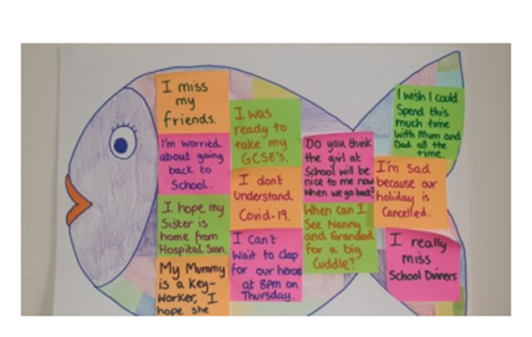 I miss
my
friends.
I'm worried
about going
back to
School.
I hope my
Sister is
home from
Hospital Soon.
My Mummy
is a Key-
Worker, I
hope she
I was
ready to
take my
GCSE's.
I don't
Understand
Covid-19.
I can't
Wait to clap
for our heros
at 8pm on
Thursday.
Do you think
the girl at
School will be
nice to me now
when we go back?
When can I
See Nanny
and Grandad
for a big
Cuddle?
I wish I could
Spend this
much time
with Mum and
Dad all the
time.
I'm Sad
because our
holiday is
Cancelled.
I really
miss
School Dinners